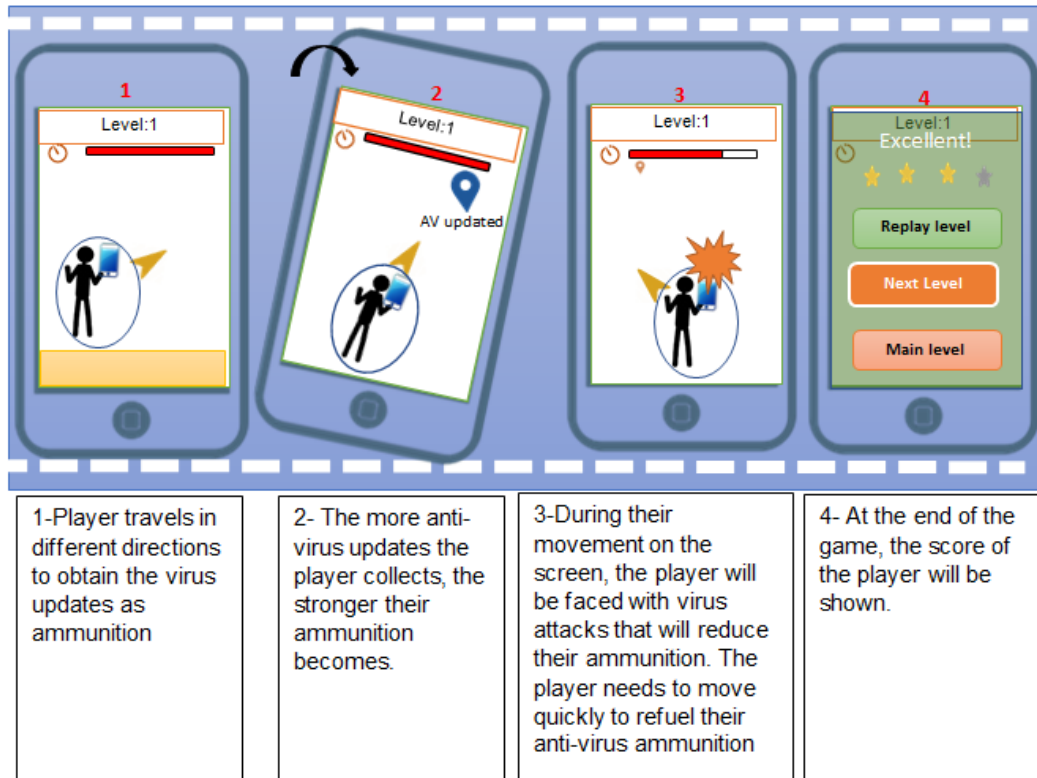 1
Level:1
2
Level:1
AV updated
3
Level:1
4
Level:1
Excellent!
Replay level
Next Level
Main level
1-Player travels in
different directions
to obtain the virus
updates as
ammunition
2- The more anti-
virus updates the
player collects, the
stronger their
ammunition
becomes.
3-During their
movement on the
screen, the player will
be faced with virus
attacks that will reduce
their ammunition. The
player needs to move
quickly to refuel their
anti-virus ammunition
4- At the end of the
game, the score of
the player will be
shown.